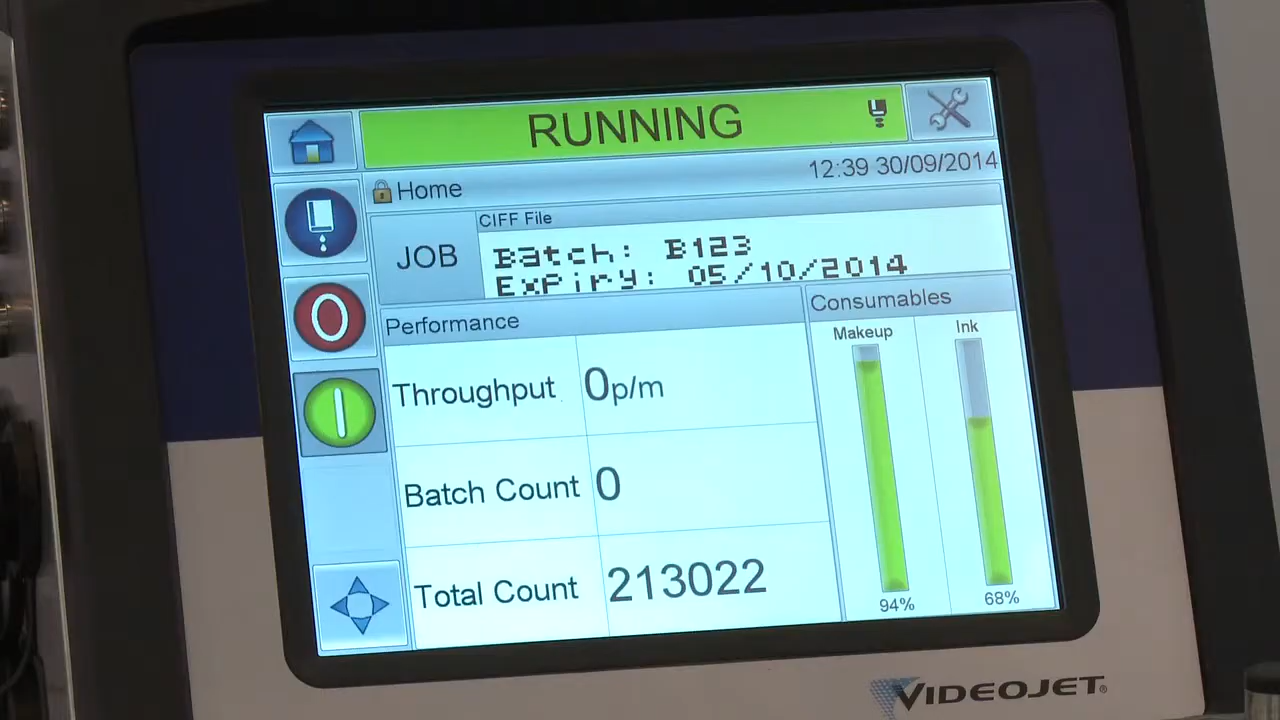 RUNNING
12:39 30/09/2014
Home
CIFF File
JOB
Batch: B123
Expiry: 05/10/2014
Performance
Consumables
Makeup
Ink
Throughput 0p/m
Batch Count 0
Total Count 213022
94%
68%
VIDEOJET®